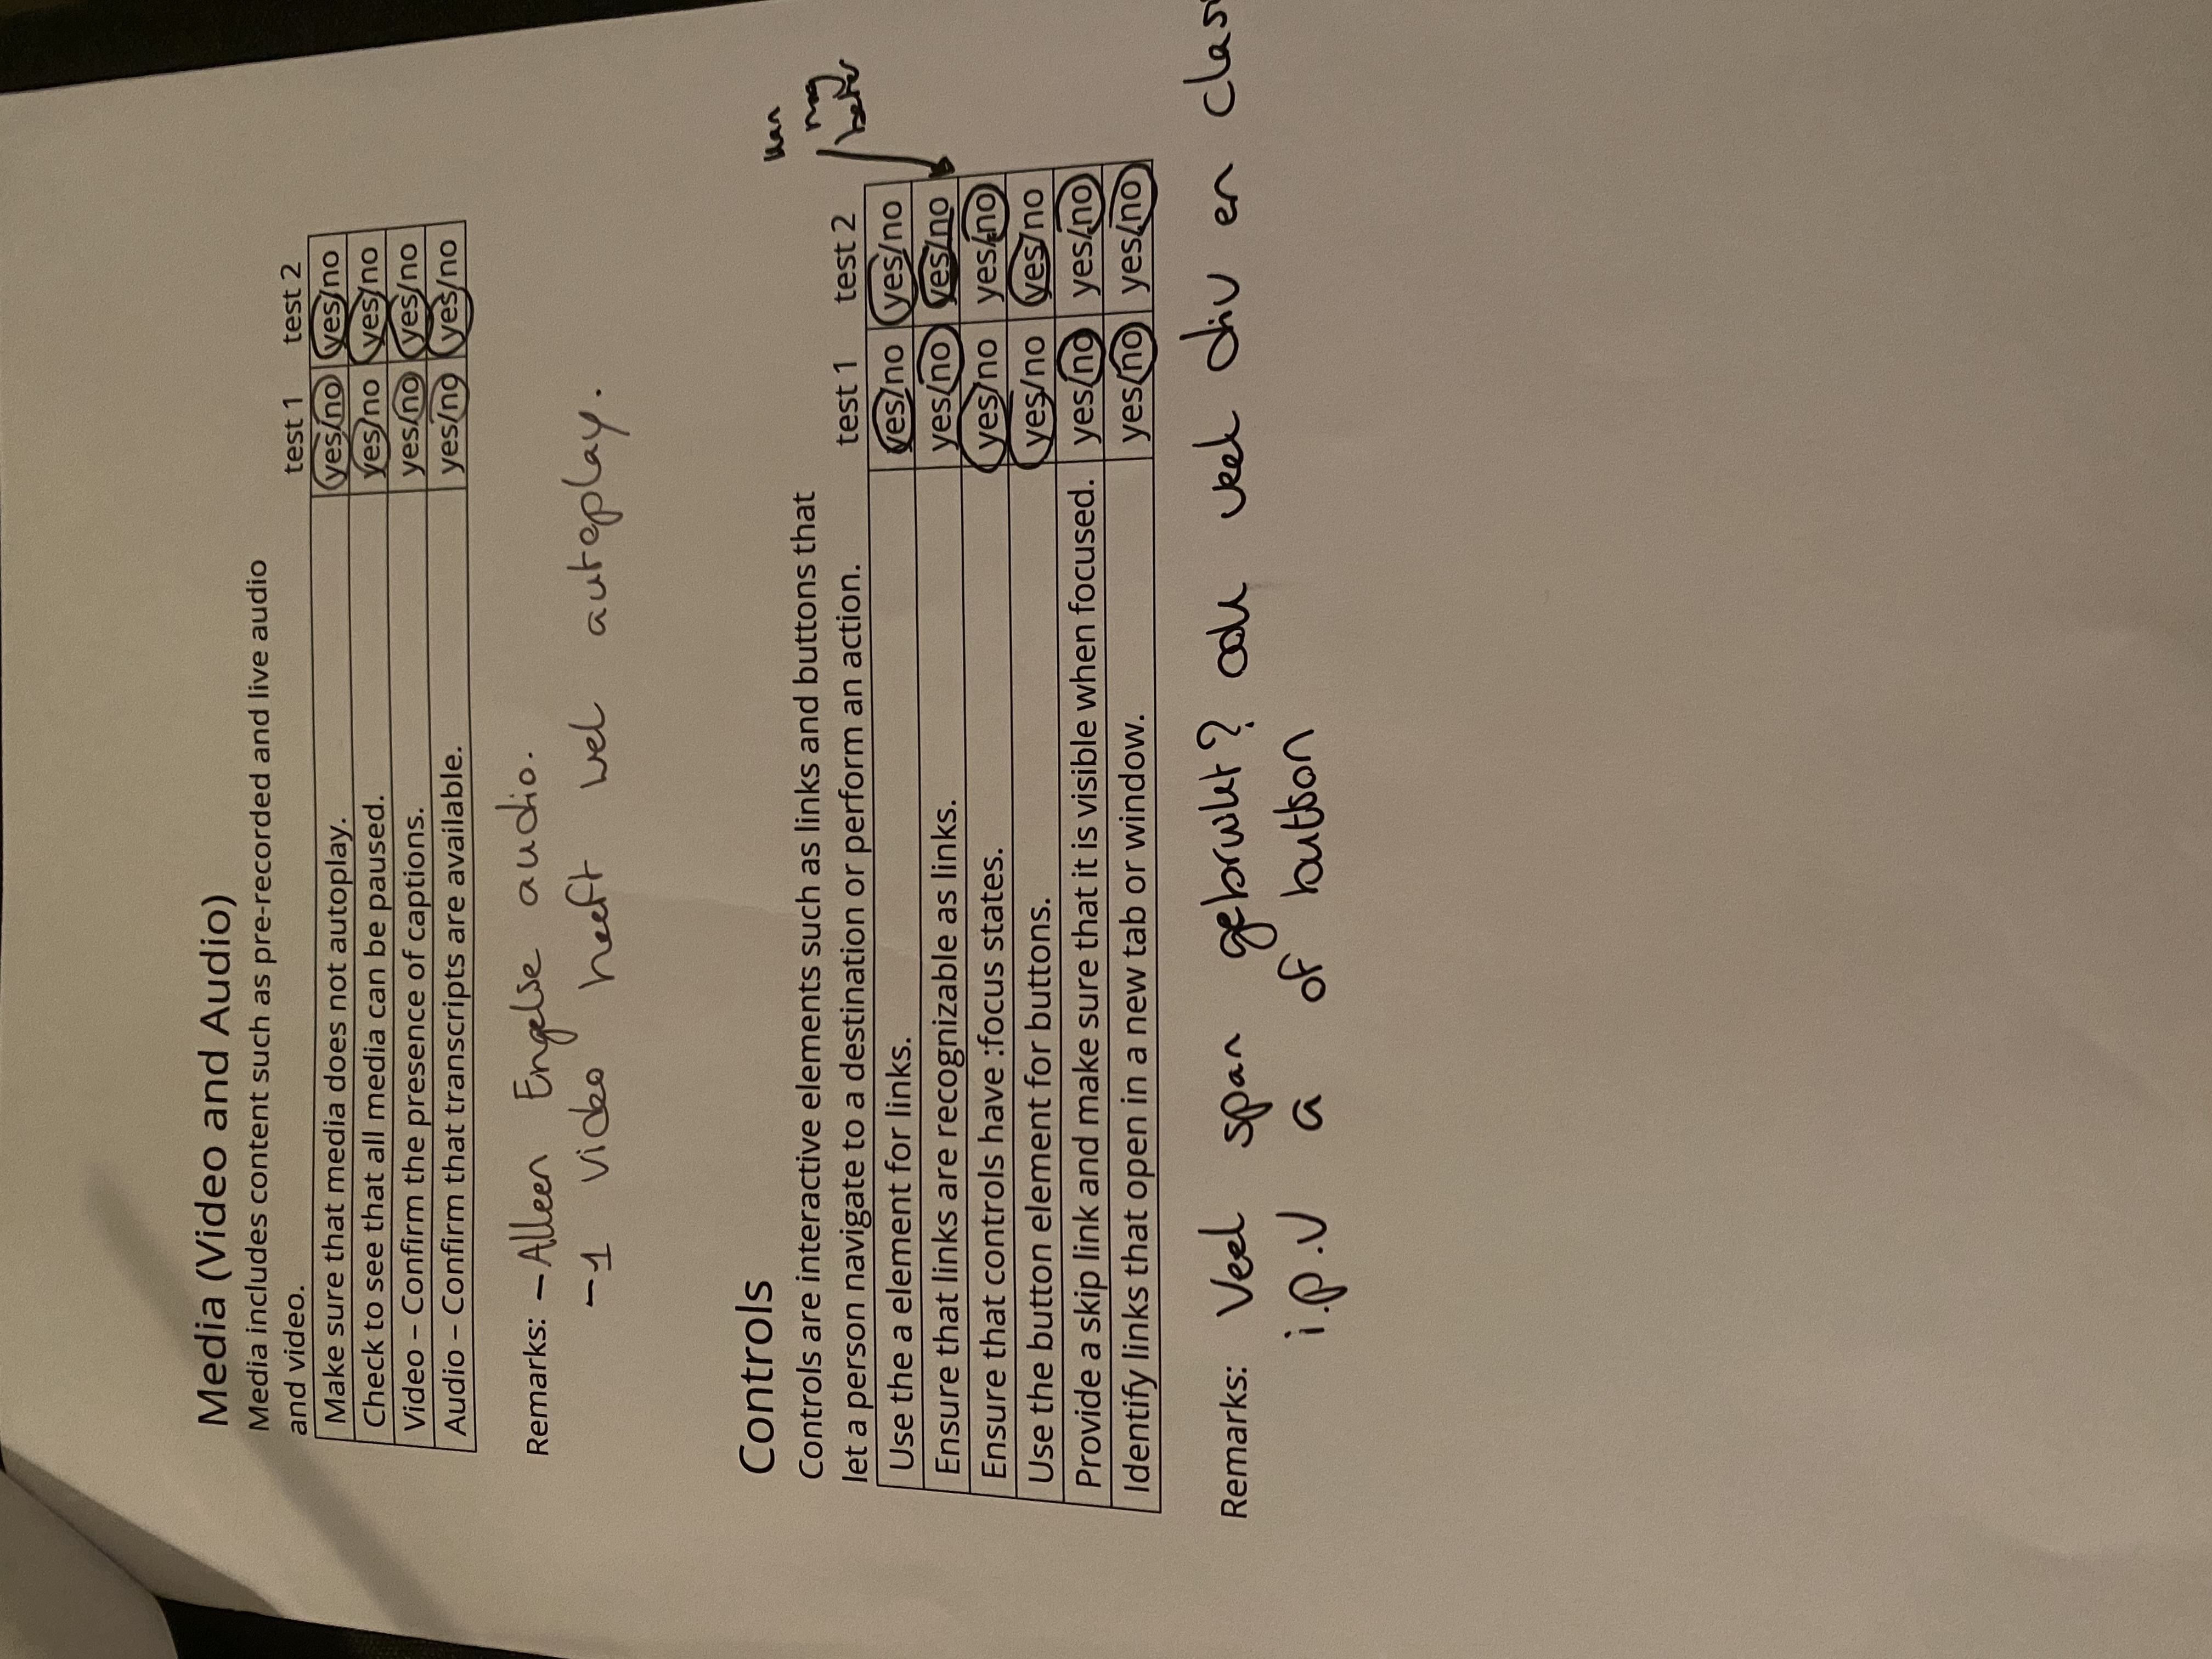 Media (Video and Audio)
Media includes content such as pre-recorded and live audio
and video. test 1 test 2
Make sure that media does not autoplay. yes/no yes/no
Check to see that all media can be paused. yes/no yes/no
Video – Confirm the presence of captions. yes/no yes/no
Audio – Confirm that transcripts are available. yes/no yes/no
Remarks: – Alleen Engelse audio.
– 1 video heeft wel autoplay.
Controls
kan
nog
beter
Controls are interactive elements such as links and buttons that
let a person navigate to a destination or perform an action. test 1 test 2
Use the a element for links. yes/no yes/no
Ensure that links are recognizable as links. yes/no yes/no
Ensure that controls have :focus states. yes/no yes/no
Use the button element for buttons. yes/no yes/no
Provide a skip link and make sure that it is visible when focused. yes/no yes/no
Identify links that open in a new tab or window. yes/no yes/no
Remarks: Veel span gebruikt? ook veel div en clas
i.p.v a of button